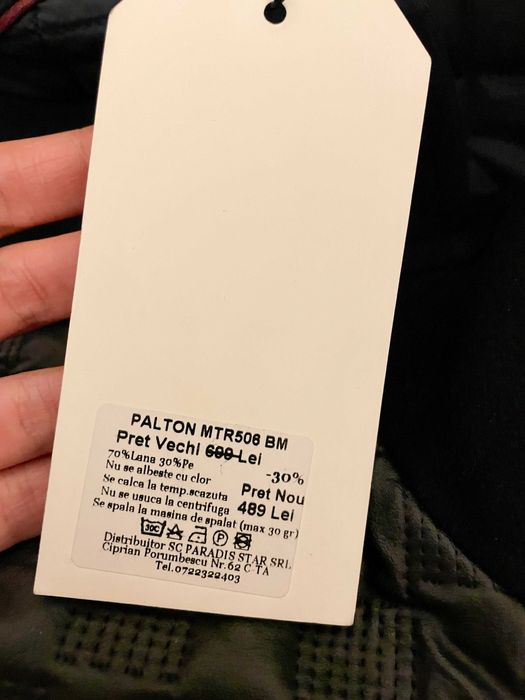 PALTON MTR506 BM
Pret Vechi 699 Lei
-30%
70%Lana 30%Pe
Nu se albeste cu clor
Pret Nou
Se calca la temp.scazuta
489 Lei
Nu se usuca la centrifuga
Se spala la masina de spalat (max 30 gr)
30C P
Distribuitor SC PARADIS STAR SRL
Ciprian Porumbescu Nr.62 C-TA
Tel.0722322403